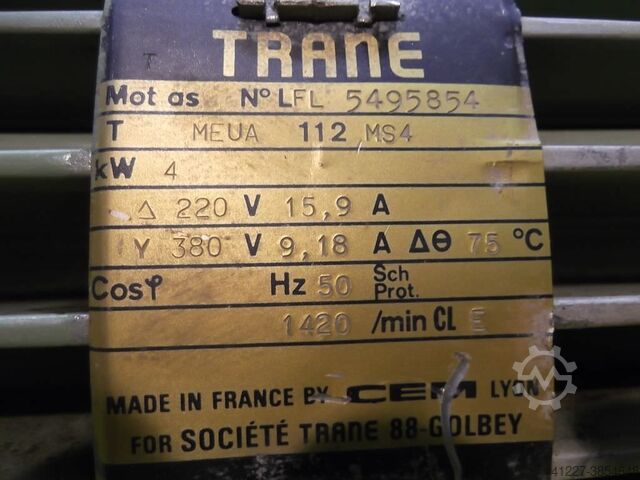 TRANE
Mot as N° LFL 5495854
T MEUA 112 MS4
kW 4
Δ 220 V 15,9 A
Y 380 V 9,18 A Δθ 75 °C
Cosφ Hz 50 Sch Prot.
1420 /min CL E
MADE IN FRANCE BY CEM LYON
FOR SOCIÉTÉ TRANE 88-GOLBEY